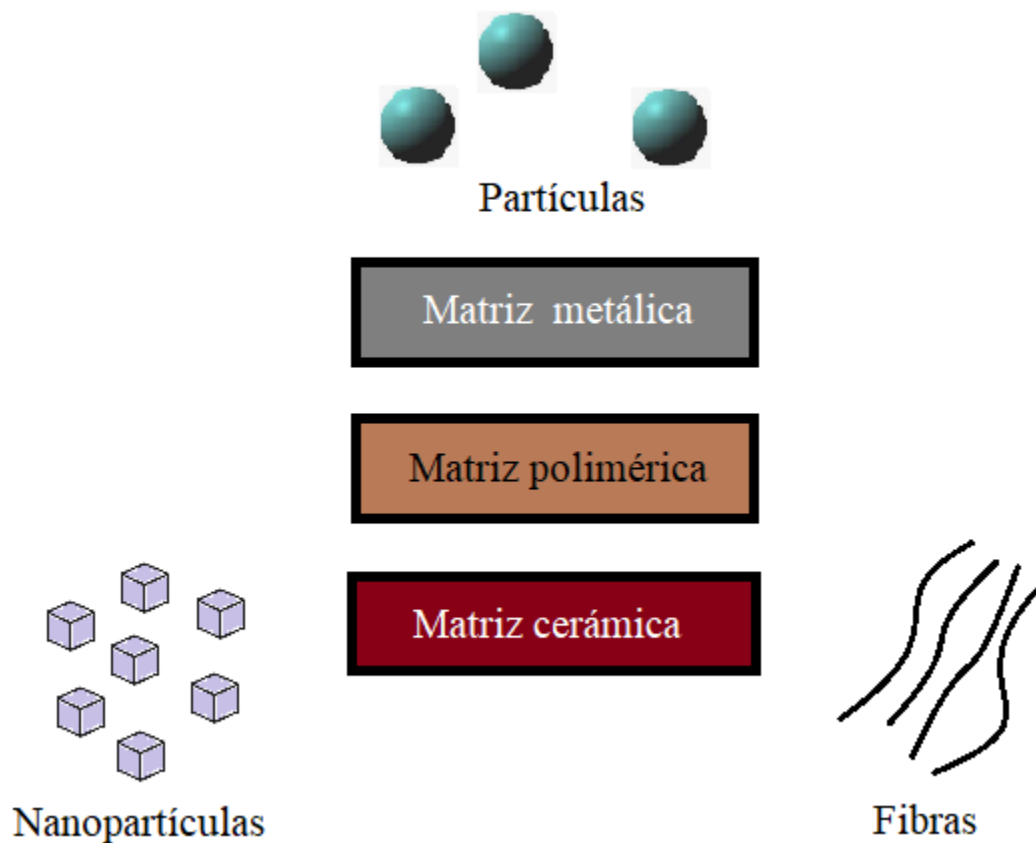 Partículas
Matriz metálica
Matriz polimérica
Matriz cerámica
Nanopartículas
Fibras